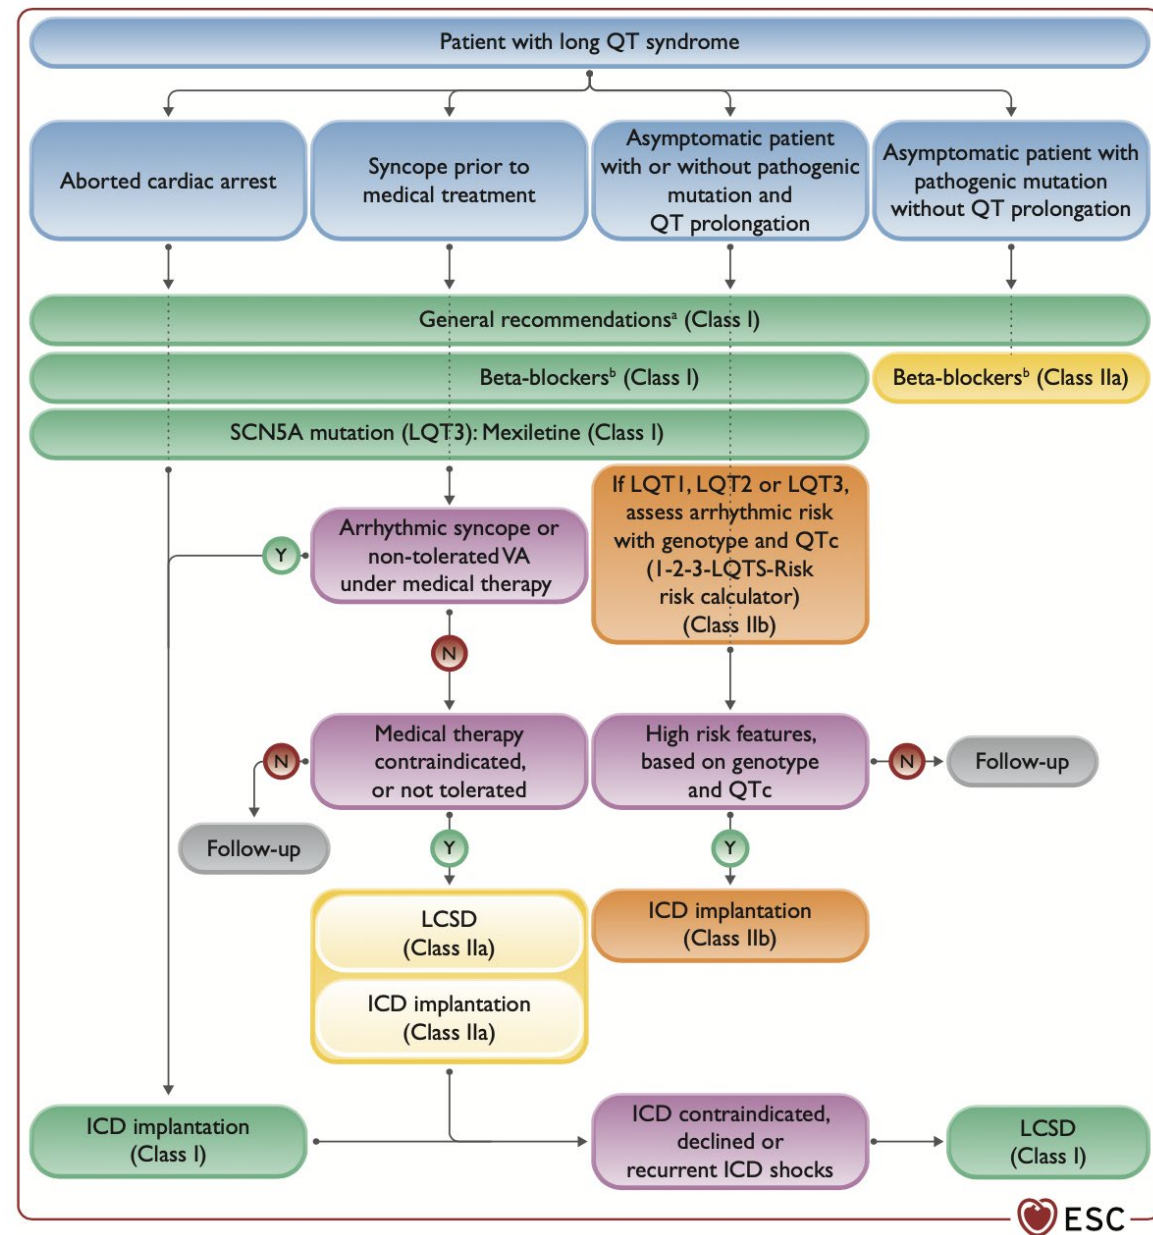 Patient with long QT syndrome
Aborted cardiac arrest
Syncope prior to
medical treatment
Asymptomatic patient
with or without pathogenic
mutation and
QT prolongation
Asymptomatic patient with
pathogenic mutation
without QT prolongation
General recommendationsᵃ (Class I)
Beta-blockersᵇ (Class I)
Beta-blockersᵇ (Class IIa)
SCN5A mutation (LQT3): Mexiletine (Class I)
Arrhythmic syncope or
non-tolerated VA
under medical therapy
If LQT1, LQT2 or LQT3,
assess arrhythmic risk
with genotype and QTc
(1-2-3-LQTS-Risk
risk calculator)
(Class IIb)
Y
N
Medical therapy
contraindicated,
or not tolerated
High risk features,
based on genotype
and QTc
N
N
Follow-up
Follow-up
Y
Y
LCSD
(Class IIa)
ICD implantation
(Class IIa)
ICD implantation
(Class IIb)
ICD implantation
(Class I)
ICD contraindicated,
declined or
recurrent ICD shocks
LCSD
(Class I)
ESC